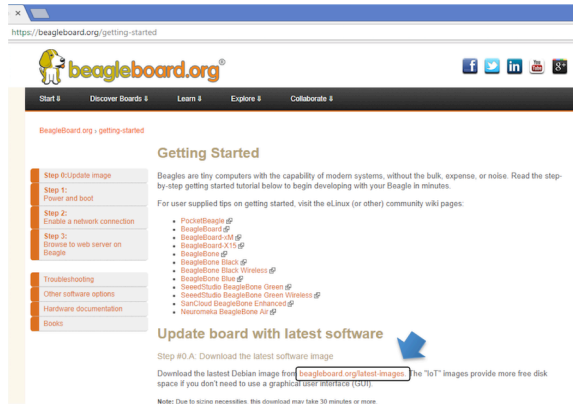 https://beagleboard.org/getting-started
beagleboard.org®
Start Discover Boards Learn Explore Collaborate
BeagleBoard.org › getting-started
Getting Started
Step 0:Update image
Step 1:
Power and boot
Step 2:
Enable a network connection
Step 3:
Browse to web server on
Beagle
Troubleshooting
Other software options
Hardware documentation
Books
Beagles are tiny computers with the capability of modern systems, without the bulk, expense, or noise. Read the step-
by-step getting started tutorial below to begin developing with your Beagle in minutes.
For user supplied tips on getting started, visit the eLinux (or other) community wiki pages:
PocketBeagle
BeagleBoard
BeagleBoard-xM
BeagleBoard-X15
BeagleBone
BeagleBone Black
BeagleBone Black Wireless
BeagleBone Blue
SeeedStudio BeagleBone Green
SeeedStudio BeagleBone Green Wireless
SanCloud BeagleBone Enhanced
Neuromeka BeagleBone Air
Update board with latest software
Step #0.A: Download the latest software image
Download the lastest Debian image from beagleboard.org/latest-images. The "IoT" images provide more free disk
space if you don't need to use a graphical user interface (GUI).
Note: Due to sizing necessities, this download may take 30 minutes or more.